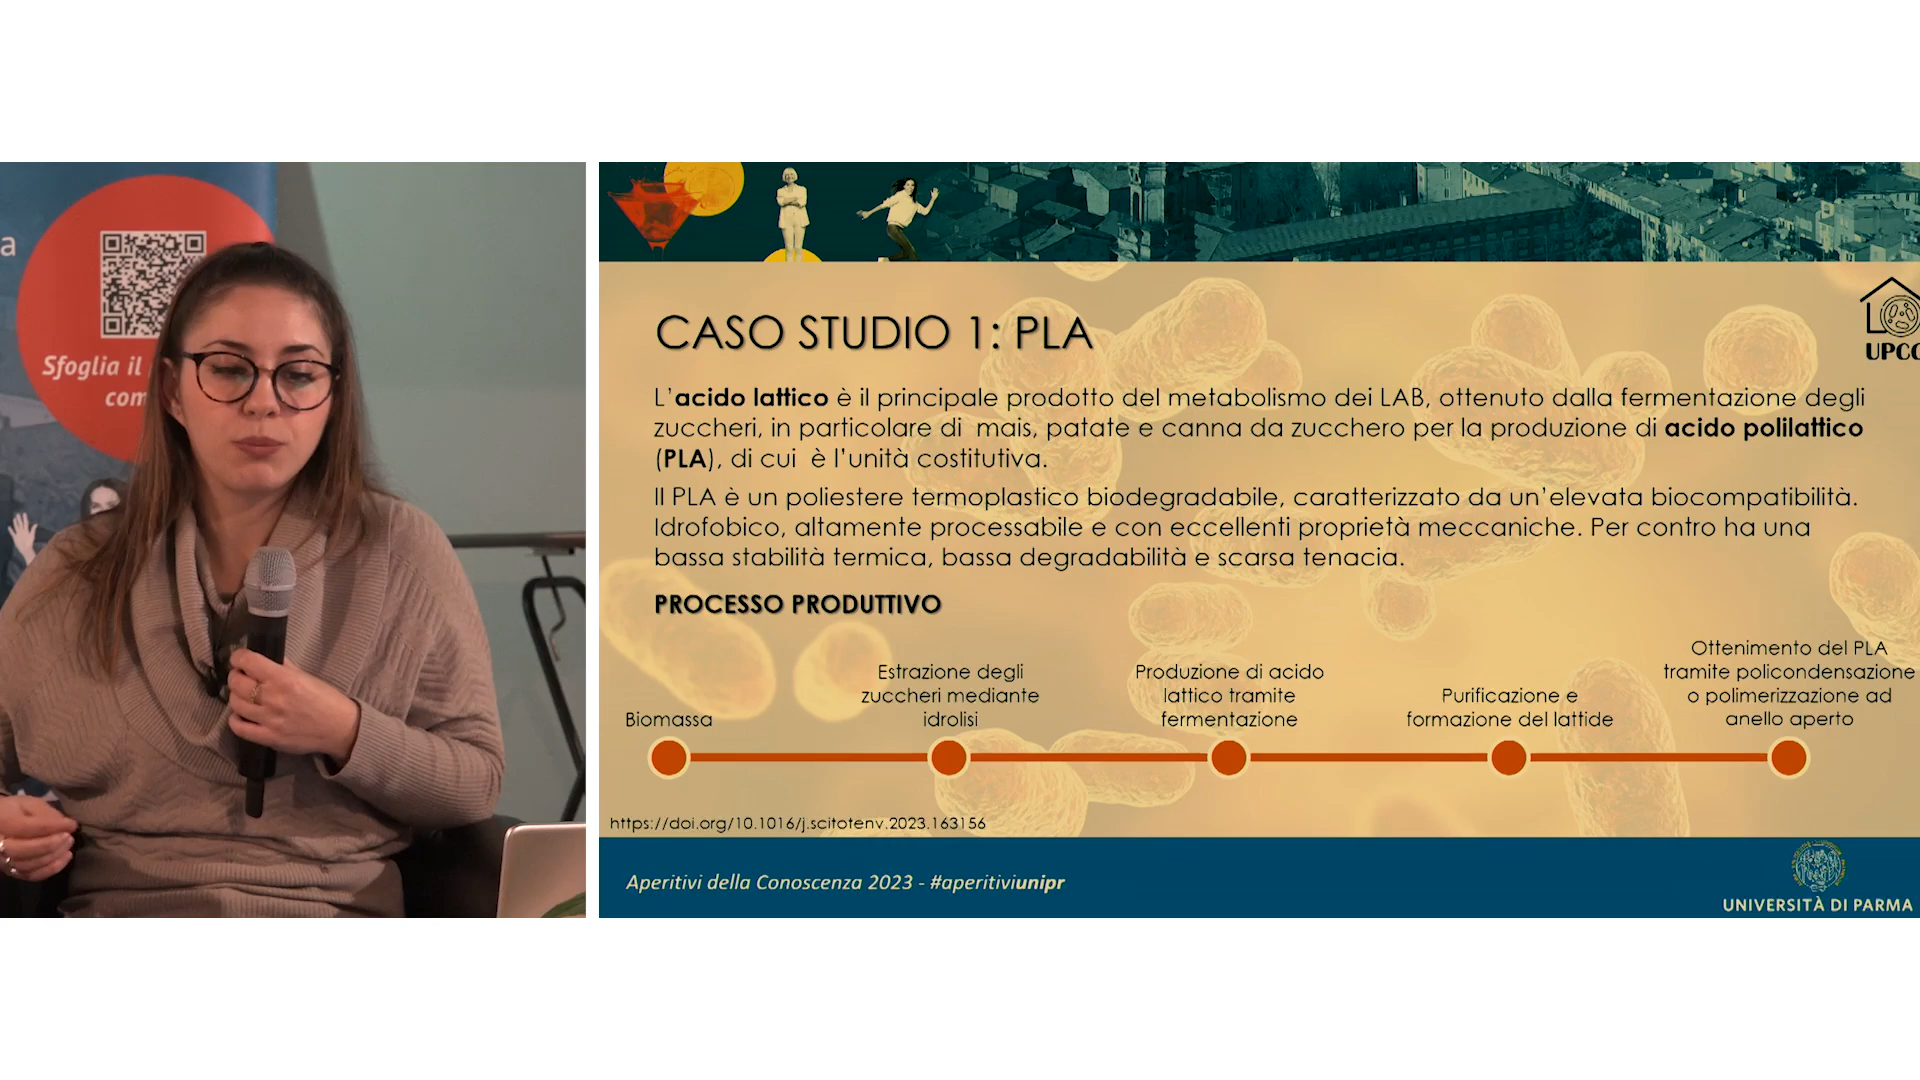 a
Sfoglia il
com
CASO STUDIO 1: PLA
UPCC
L'acido lattico è il principale prodotto del metabolismo dei LAB, ottenuto dalla fermentazione degli
zuccheri, in particolare di  mais, patate e canna da zucchero per la produzione di acido polilattico
(PLA), di cui  è l'unità costitutiva.
Il PLA è un poliestere termoplastico biodegradabile, caratterizzato da un'elevata biocompatibilità.
Idrofobico, altamente processabile e con eccellenti proprietà meccaniche. Per contro ha una
bassa stabilità termica, bassa degradabilità e scarsa tenacia.
PROCESSO PRODUTTIVO
Biomassa
Estrazione degli
zuccheri mediante
idrolisi
Produzione di acido
lattico tramite
fermentazione
Purificazione e
formazione del lattide
Ottenimento del PLA
tramite policondensazione
o polimerizzazione ad
anello aperto
https://doi.org/10.1016/j.scitotenv.2023.163156
Aperitivi della Conoscenza 2023 - #aperitiviunipr
UNIVERSITÀ DI PARMA